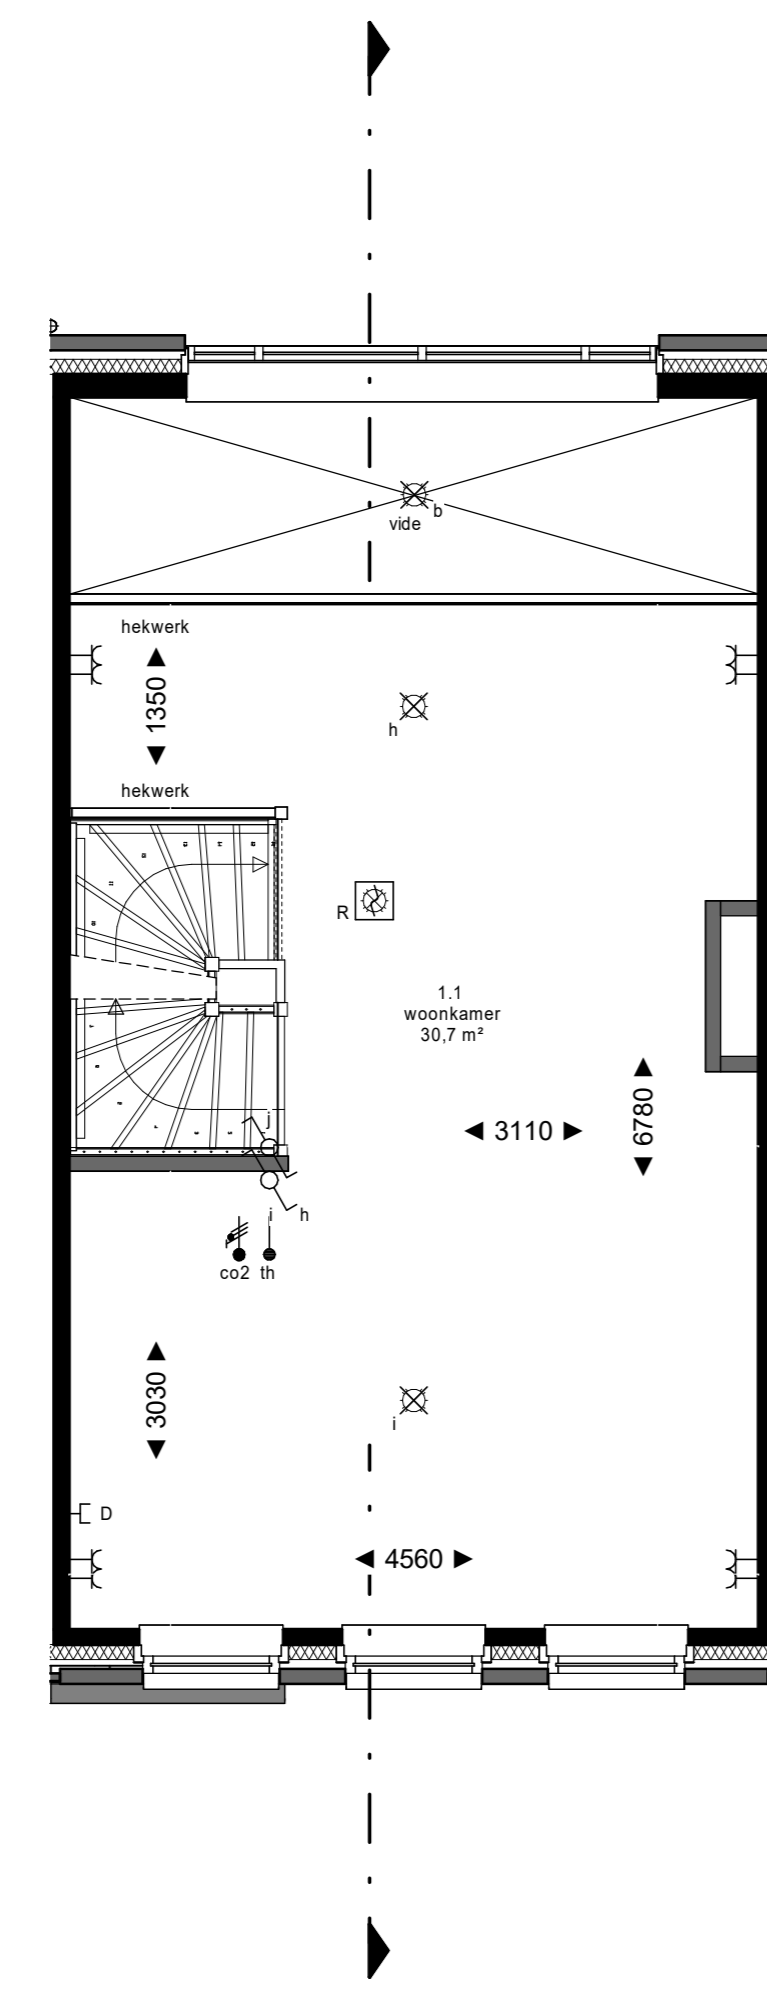 b
vide
hekwerk
1350
h
hekwerk
R
1.1
woonkamer
30,7 m²
3110
6780
j
i
h
co2
th
3030
i
D
4560